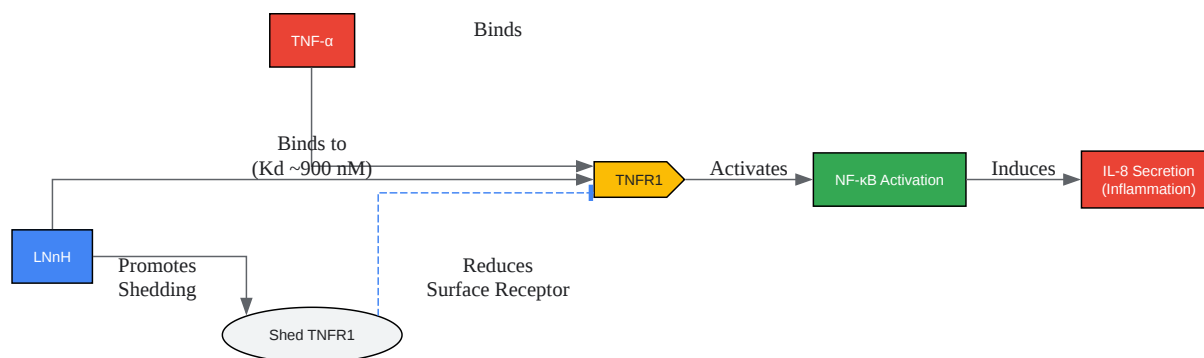 TNF-α
Binds
Binds to
(Kd ~900 nM)
TNFR1
Activates
NF-κB Activation
Induces
IL-8 Secretion
(Inflammation)
LNnH
Promotes
Shedding
Reduces
Surface Receptor
Shed TNFR1